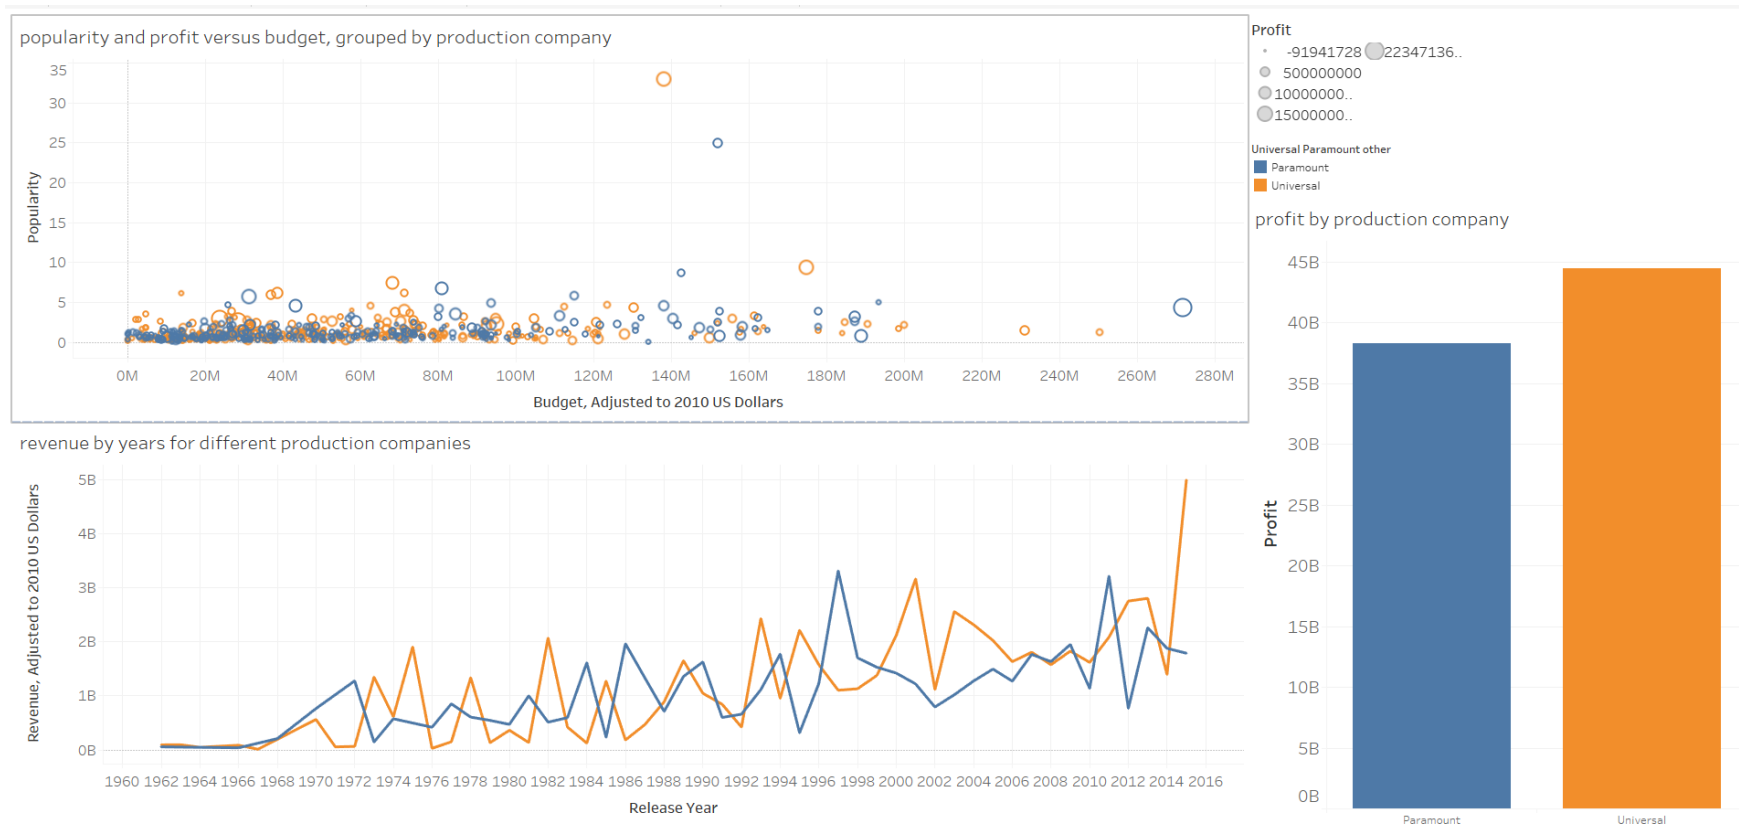 popularity and profit versus budget, grouped by production company
35
30
25
20
15
10
5
0
Popularity
0M 20M 40M 60M 80M 100M 120M 140M 160M 180M 200M 220M 240M 260M 280M
Budget, Adjusted to 2010 US Dollars
Profit
-91941728 22347136..
500000000
10000000..
15000000..
Universal Paramount other
Paramount
Universal
profit by production company
45B
40B
35B
30B
25B
20B
15B
10B
5B
0B
Profit
Paramount Universal
revenue by years for different production companies
5B
4B
3B
2B
1B
0B
Revenue, Adjusted to 2010 US Dollars
1960 1962 1964 1966 1968 1970 1972 1974 1976 1978 1980 1982 1984 1986 1988 1990 1992 1994 1996 1998 2000 2002 2004 2006 2008 2010 2012 2014 2016
Release Year